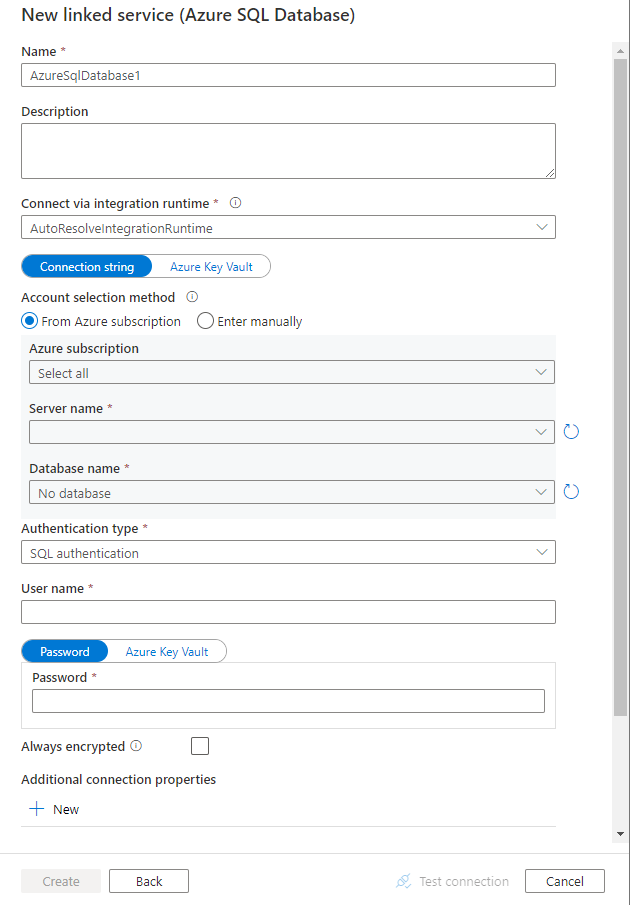 New linked service (Azure SQL Database)
Name *
AzureSqlDatabase1
Description
Connect via integration runtime *
AutoResolveIntegrationRuntime
Connection string Azure Key Vault
Account selection method
From Azure subscription Enter manually
Azure subscription
Select all
Server name *
Database name *
No database
Authentication type *
SQL authentication
User name *
Password Azure Key Vault
Password *
Always encrypted
Additional connection properties
New
Create Back Test connection Cancel